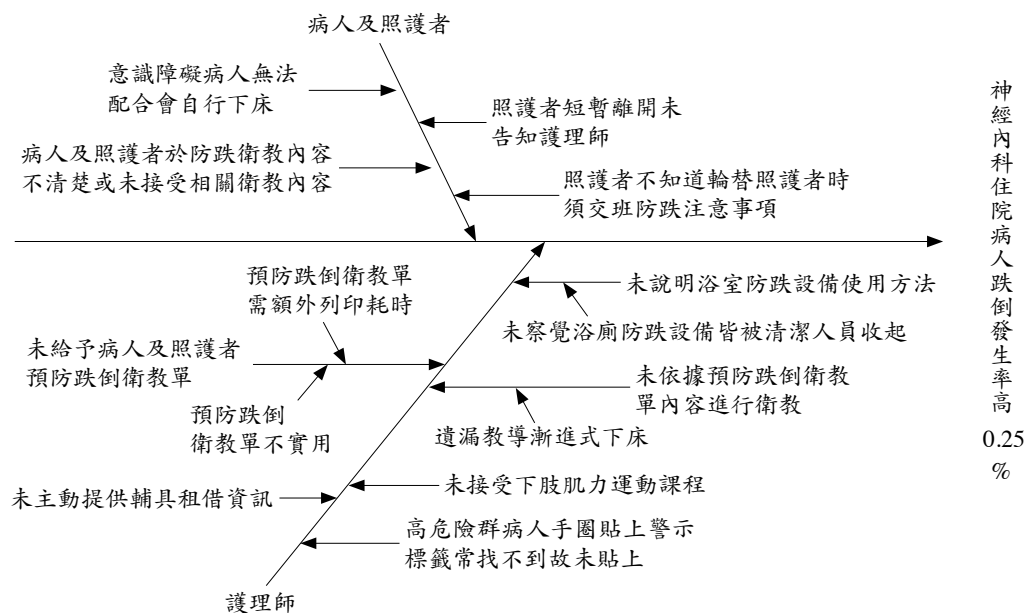 病人及照護者
意識障礙病人無法
配合會自行下床
照護者短暫離開未
告知護理師
病人及照護者於防跌衛教內容
不清楚或未接受相關衛教內容
照護者不知道輪替照護者時
須交班防跌注意事項
神經內科住院病人跌倒發生率高
0.25
%
預防跌倒衛教單
需額外列印耗時
未說明浴室防跌設備使用方法
未察覺浴廁防跌設備皆被清潔人員收起
未給予病人及照護者
預防跌倒衛教單
未依據預防跌倒衛教
單內容進行衛教
預防跌倒
衛教單不實用
遺漏教導漸進式下床
未主動提供輔具租借資訊
未接受下肢肌力運動課程
高危險群病人手圈貼上警示
標籤常找不到故未貼上
護理師